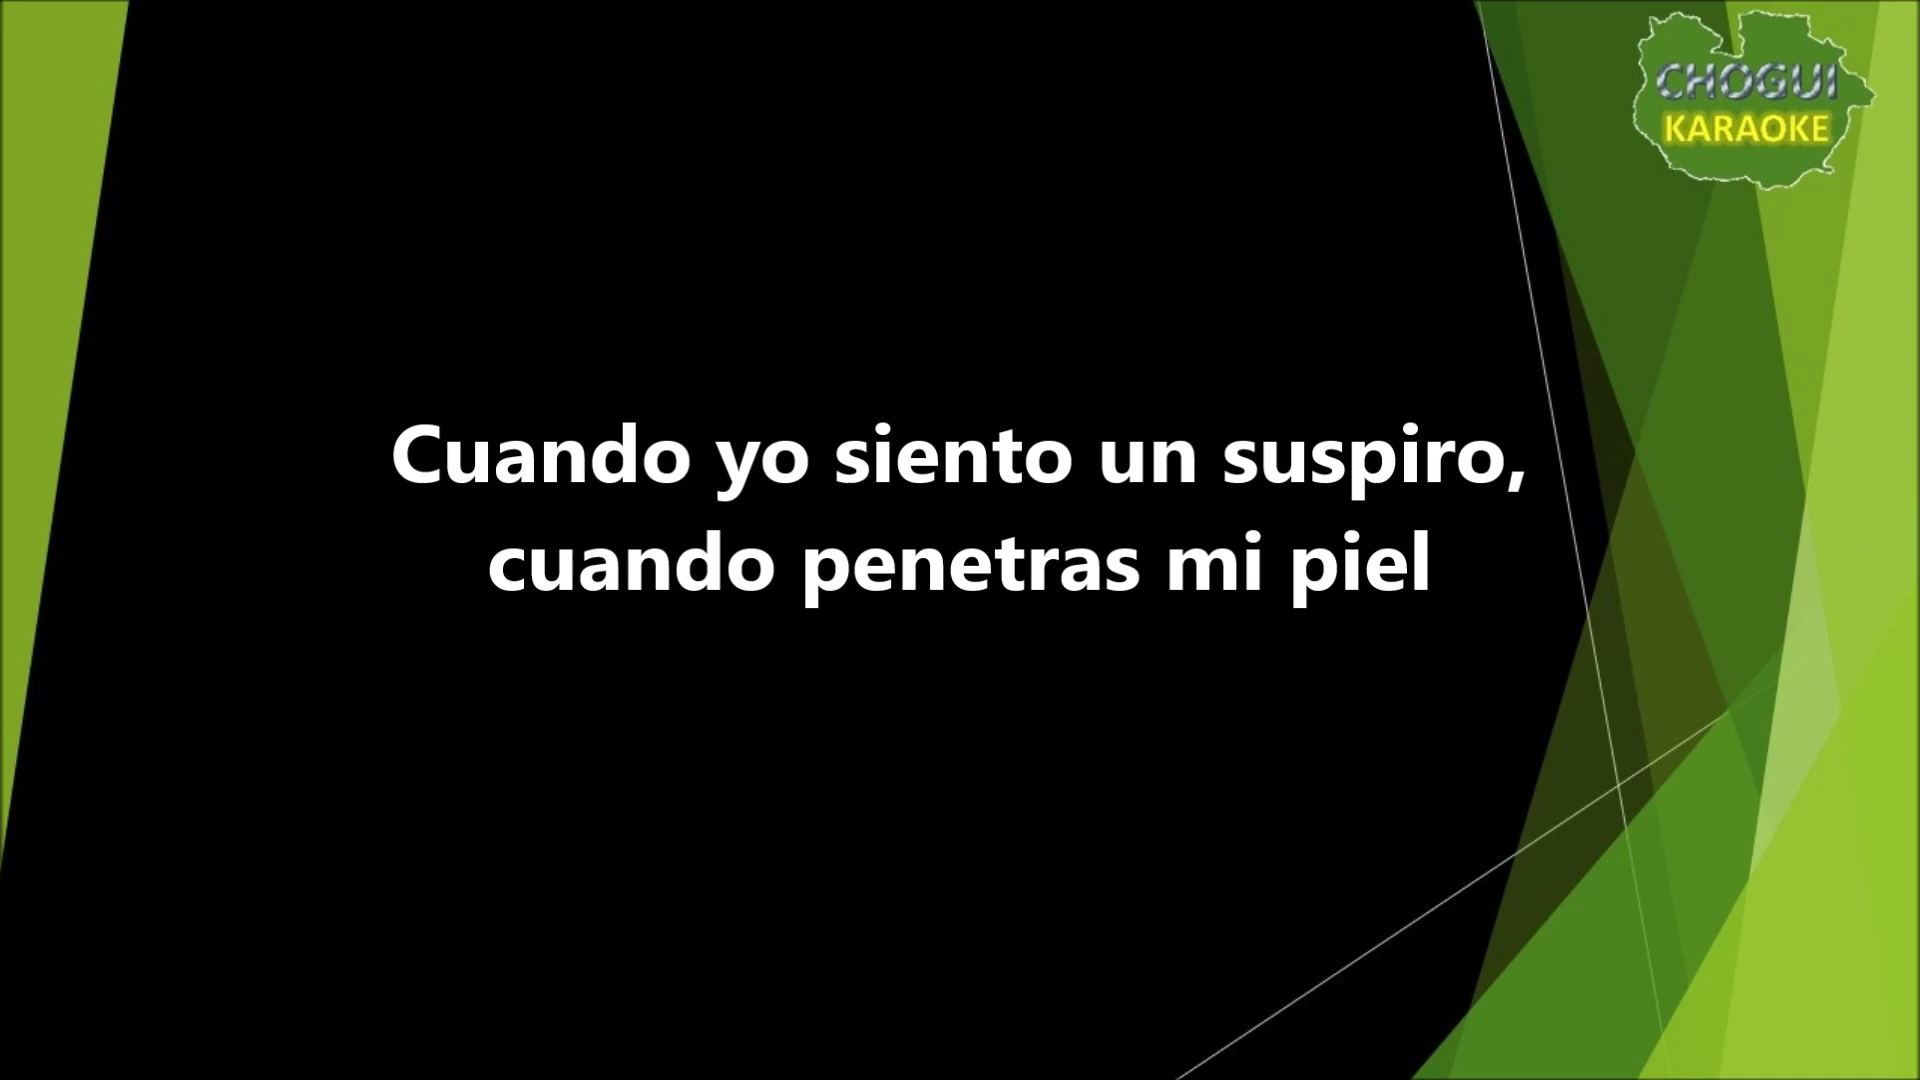 CHOGUI
KARAOKE
Cuando yo siento un suspiro,
cuando penetras mi piel